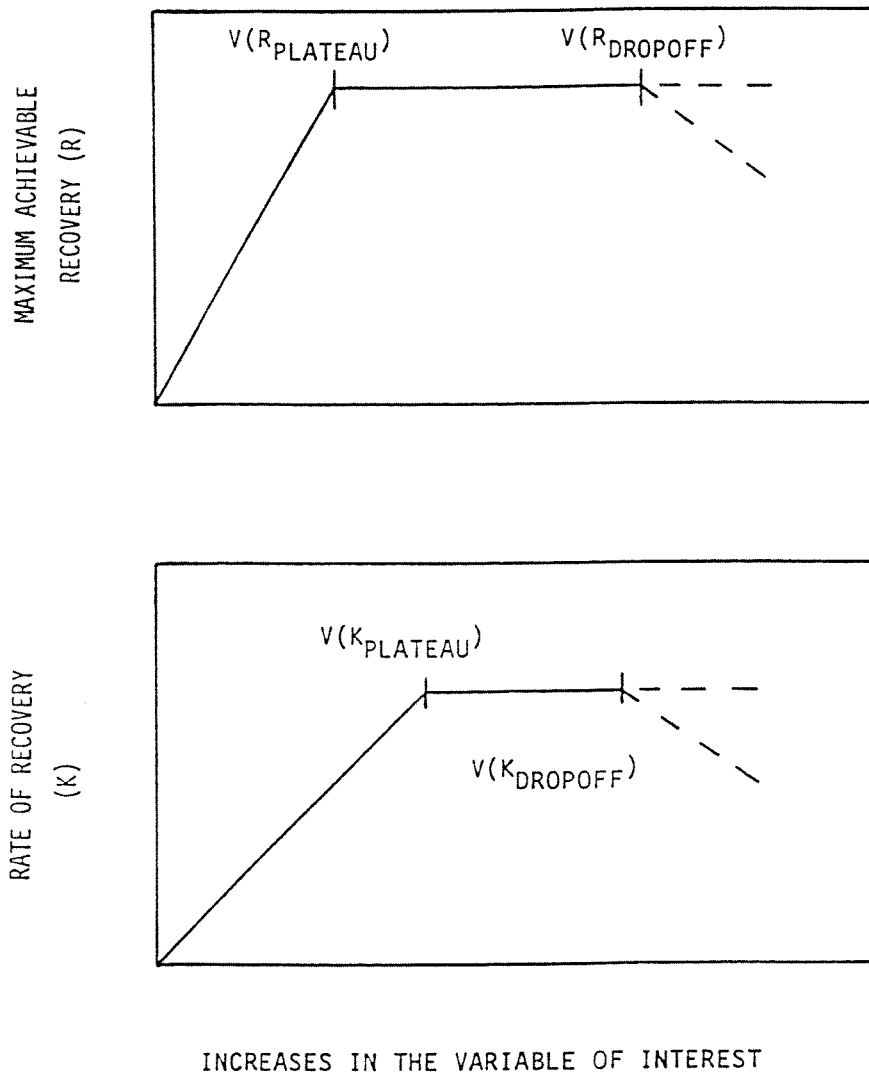 V(RPLATEAU)
V(RDROPOFF)
MAXIMUM ACHIEVABLE
RECOVERY (R)
V(KPLATEAU)
V(KDROPOFF)
RATE OF RECOVERY
(K)
INCREASES IN THE VARIABLE OF INTEREST